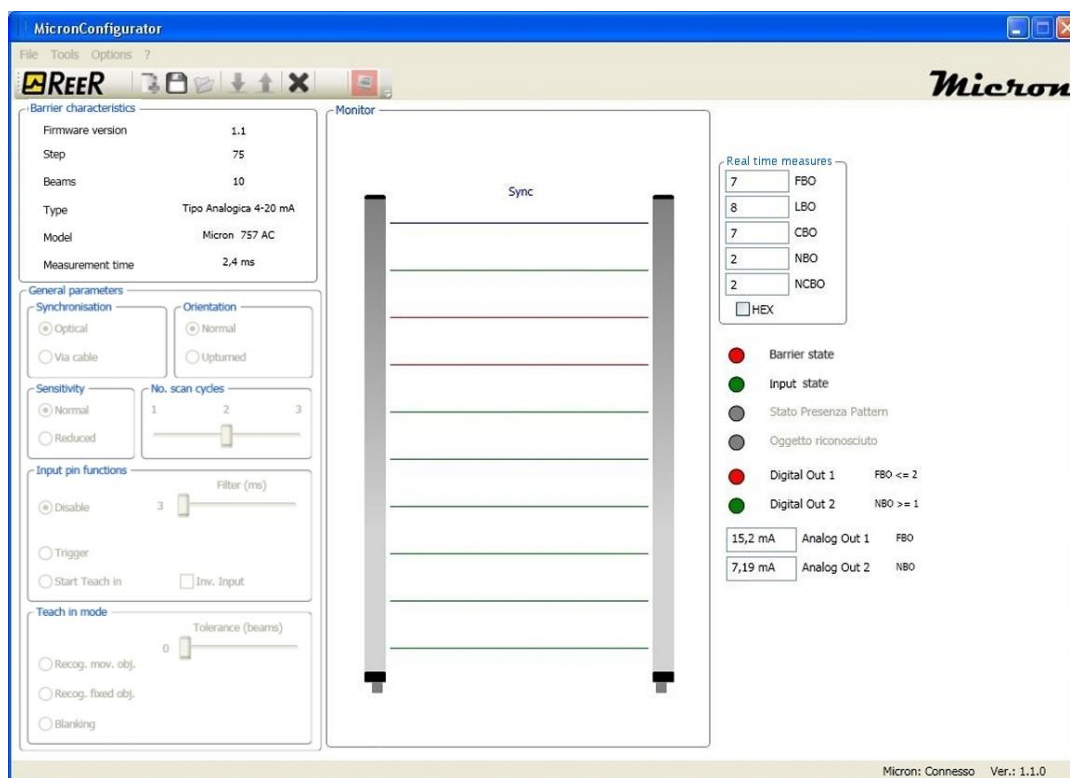 MicronConfigurator
File Tools Options ?
REER
Micron
Barrier characteristics
Firmware version 1.1
Step 75
Beams 10
Type Tipo Analogica 4-20 mA
Model Micron 757 AC
Measurement time 2,4 ms
General parameters
Synchronisation
Optical
Via cable
Orientation
Normal
Upturned
Sensitivity
Normal
Reduced
No. scan cycles
1 2 3
Input pin functions
Filter (ms)
Disable 3
Trigger
Start Teach in Inv. Input
Teach in mode
Tolerance (beams)
0
Recog. mov. obj.
Recog. fixed obj.
Blanking
Monitor
Sync
Real time measures
7 FBO
8 LBO
7 CBO
2 NBO
2 NCBO
HEX
Barrier state
Input state
Stato Presenza Pattern
Oggetto riconosciuto
Digital Out 1 FBO <= 2
Digital Out 2 NBO >= 1
15,2 mA Analog Out 1 FBO
7,19 mA Analog Out 2 NBO
Micron: Connesso Ver.: 1.1.0